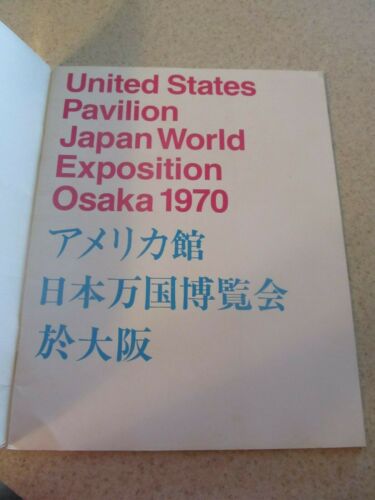 United States
Pavilion
Japan World
Exposition
Osaka 1970
アメリカ館
日本万国博覧会
於大阪